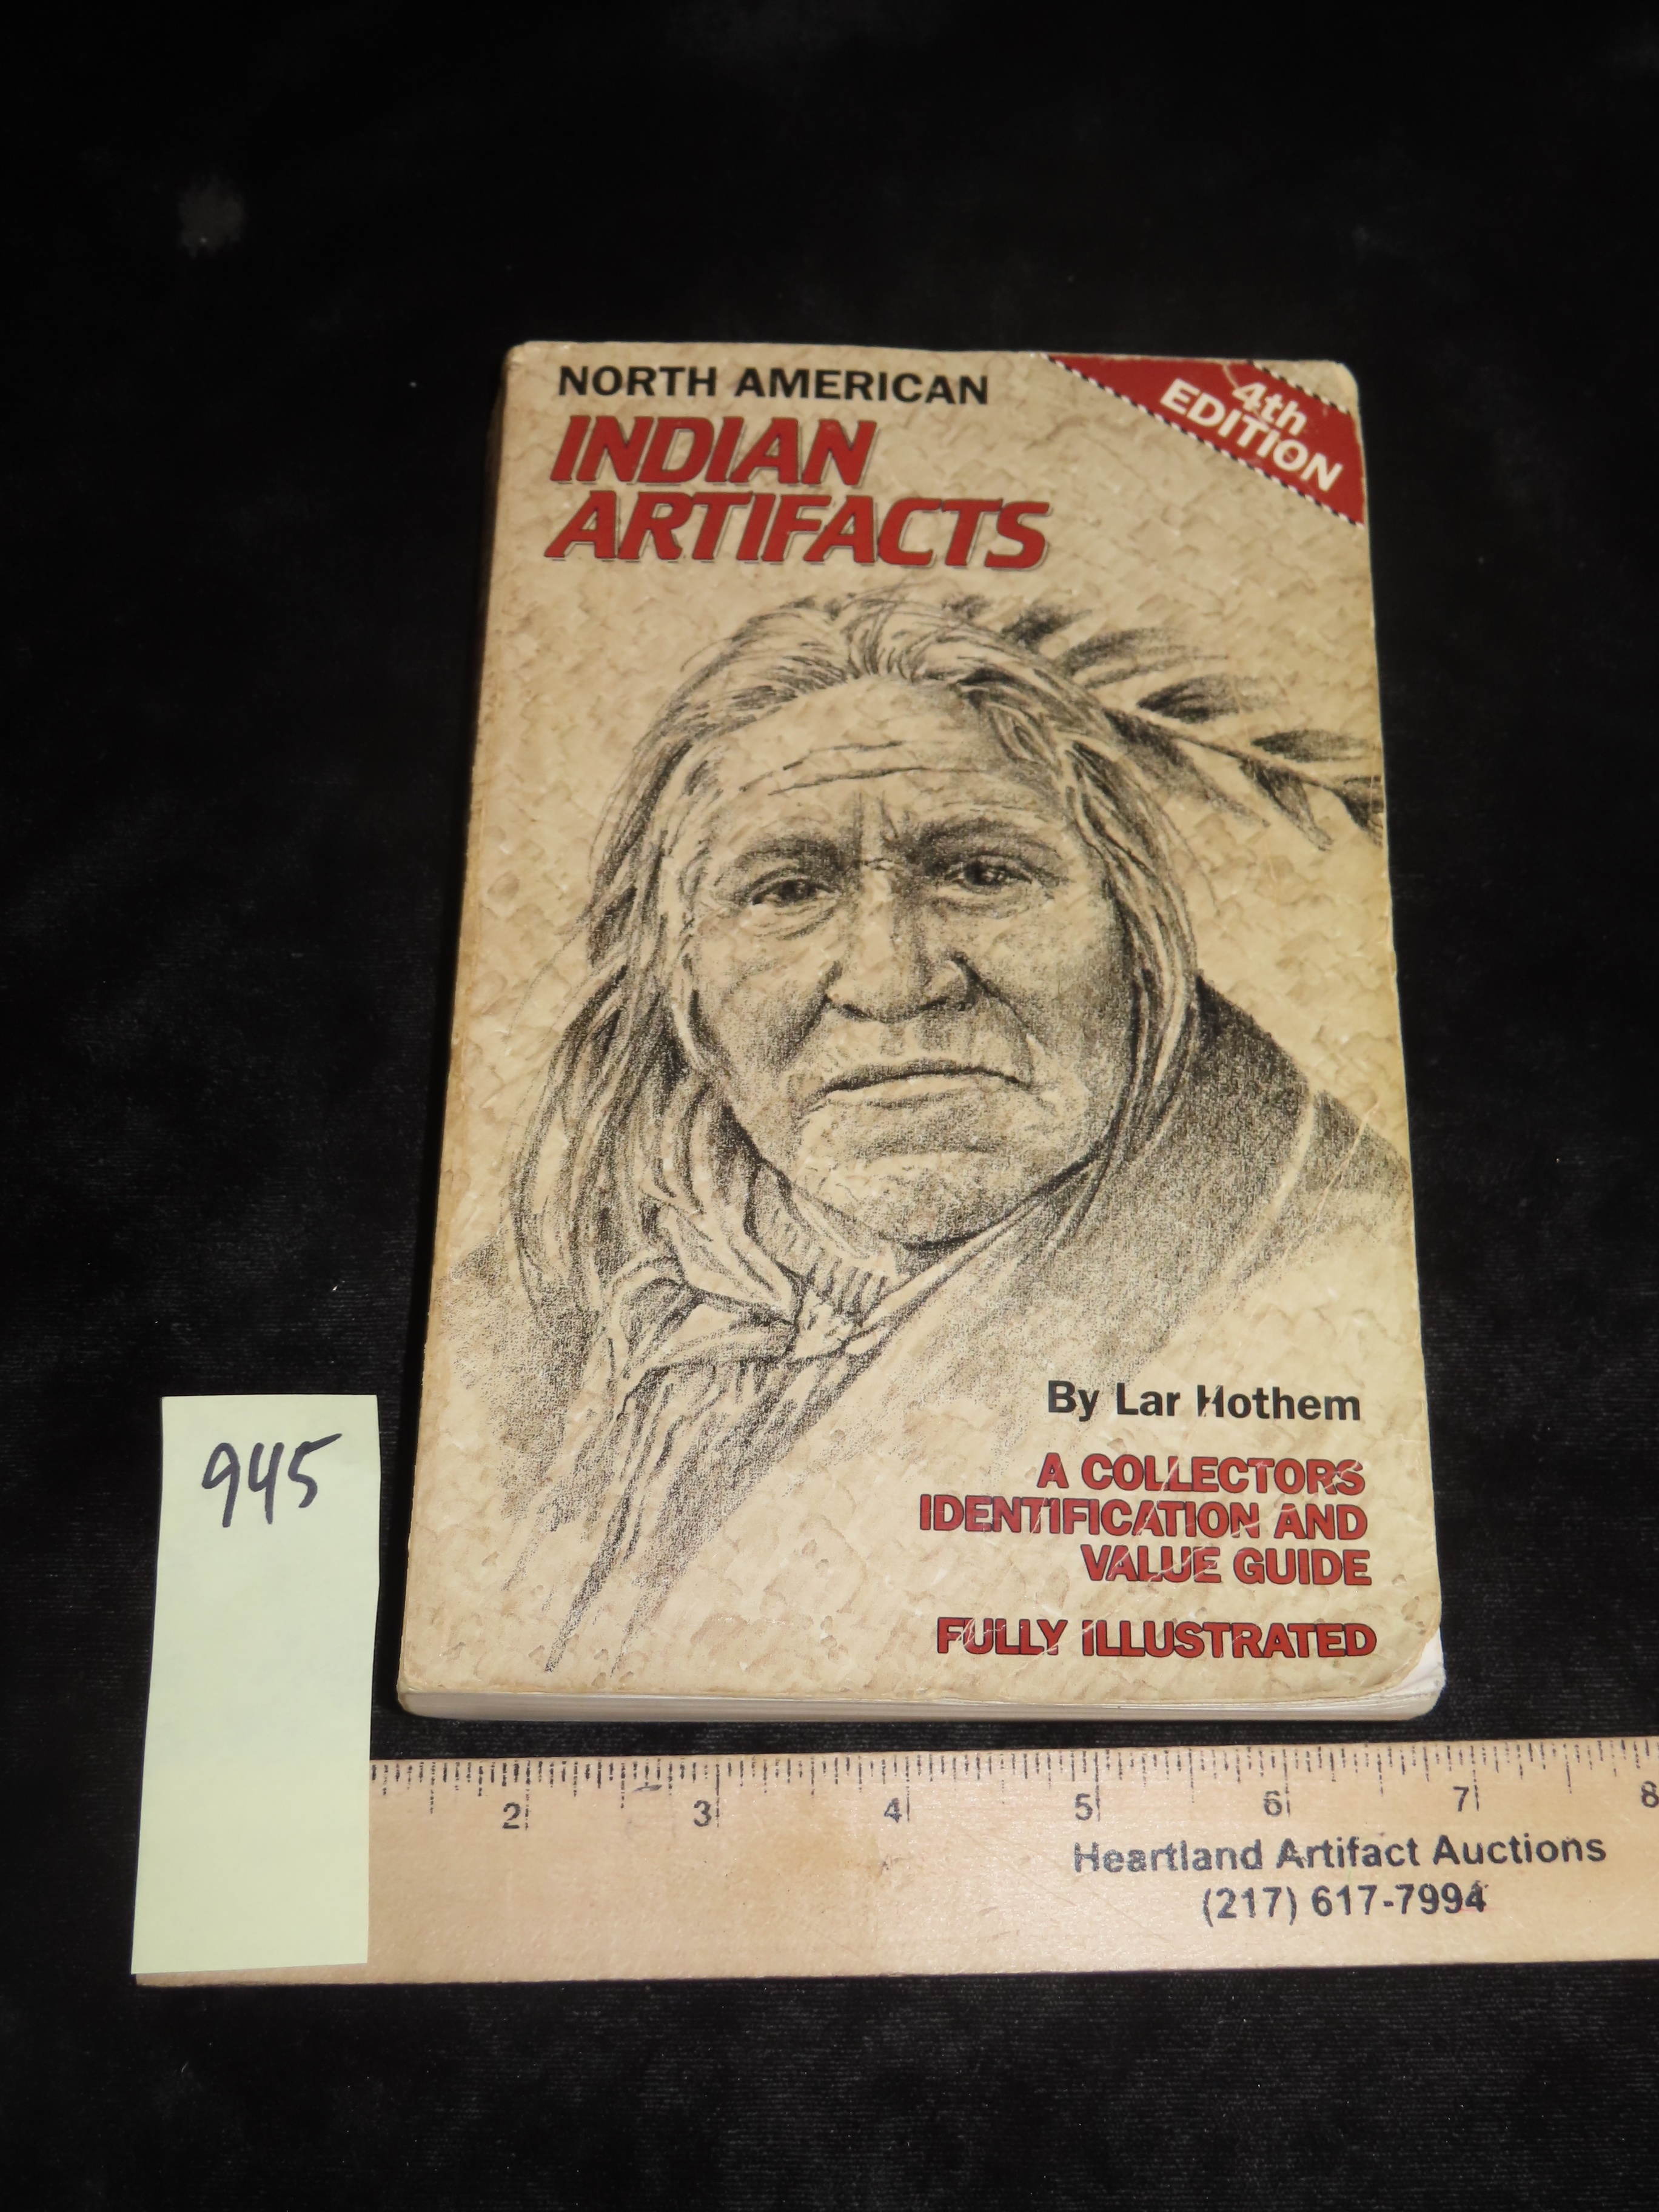 NORTH AMERICAN
INDIAN
ARTIFACTS
4th
EDITION
By Lar Hothem
A COLLECTORS
IDENTIFICATION AND
VALUE GUIDE
FULLY ILLUSTRATED
945
2 3 4 5 6 7 8
Heartland Artifact Auctions
(217) 617-7994